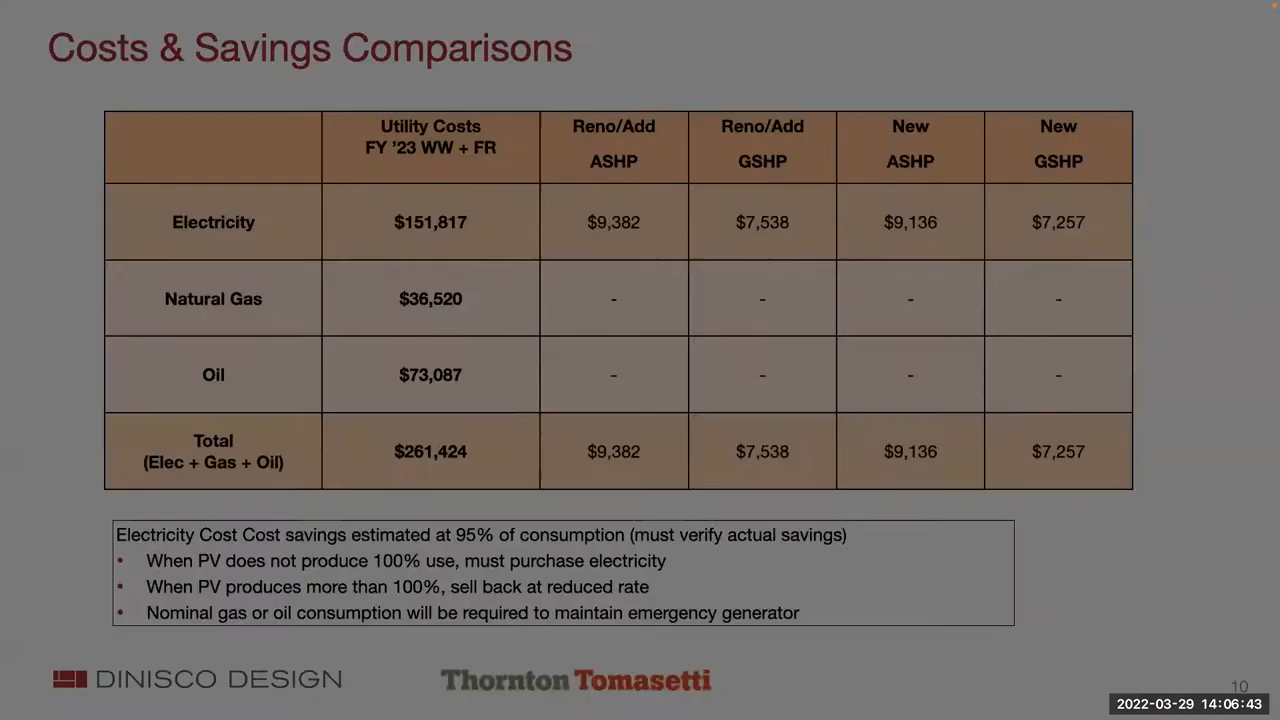 Costs & Savings Comparisons
Utility Costs
FY ’23 WW + FR
Reno/Add
ASHP
Reno/Add
GSHP
New
ASHP
New
GSHP
Electricity $151,817 $9,382 $7,538 $9,136 $7,257
Natural Gas $36,520 - - - -
Oil $73,087 - - - -
Total
(Elec + Gas + Oil) $261,424 $9,382 $7,538 $9,136 $7,257
Electricity Cost Cost savings estimated at 95% of consumption (must verify actual savings)
• When PV does not produce 100% use, must purchase electricity
• When PV produces more than 100%, sell back at reduced rate
• Nominal gas or oil consumption will be required to maintain emergency generator
DINISCO DESIGN
Thornton Tomasetti
10
2022-03-29 14:06:43